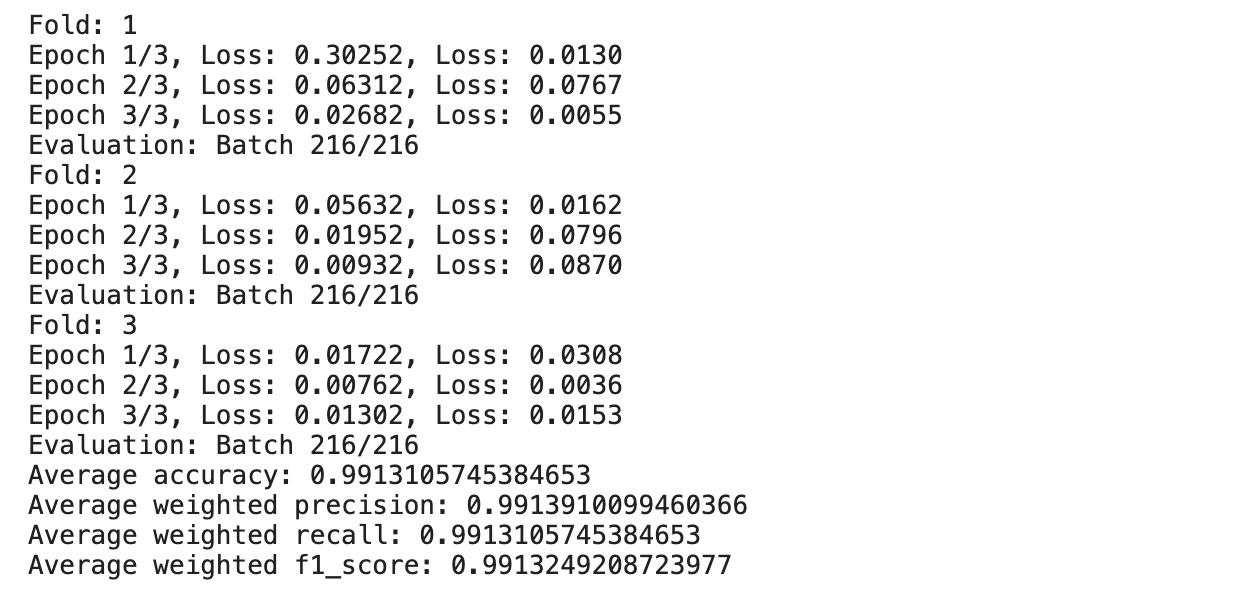 Fold: 1
Epoch 1/3, Loss: 0.30252, Loss: 0.0130
Epoch 2/3, Loss: 0.06312, Loss: 0.0767
Epoch 3/3, Loss: 0.02682, Loss: 0.0055
Evaluation: Batch 216/216
Fold: 2
Epoch 1/3, Loss: 0.05632, Loss: 0.0162
Epoch 2/3, Loss: 0.01952, Loss: 0.0796
Epoch 3/3, Loss: 0.00932, Loss: 0.0870
Evaluation: Batch 216/216
Fold: 3
Epoch 1/3, Loss: 0.01722, Loss: 0.0308
Epoch 2/3, Loss: 0.00762, Loss: 0.0036
Epoch 3/3, Loss: 0.01302, Loss: 0.0153
Evaluation: Batch 216/216
Average accuracy: 0.9913105745384653
Average weighted precision: 0.9913910099460366
Average weighted recall: 0.9913105745384653
Average weighted f1_score: 0.9913249208723977